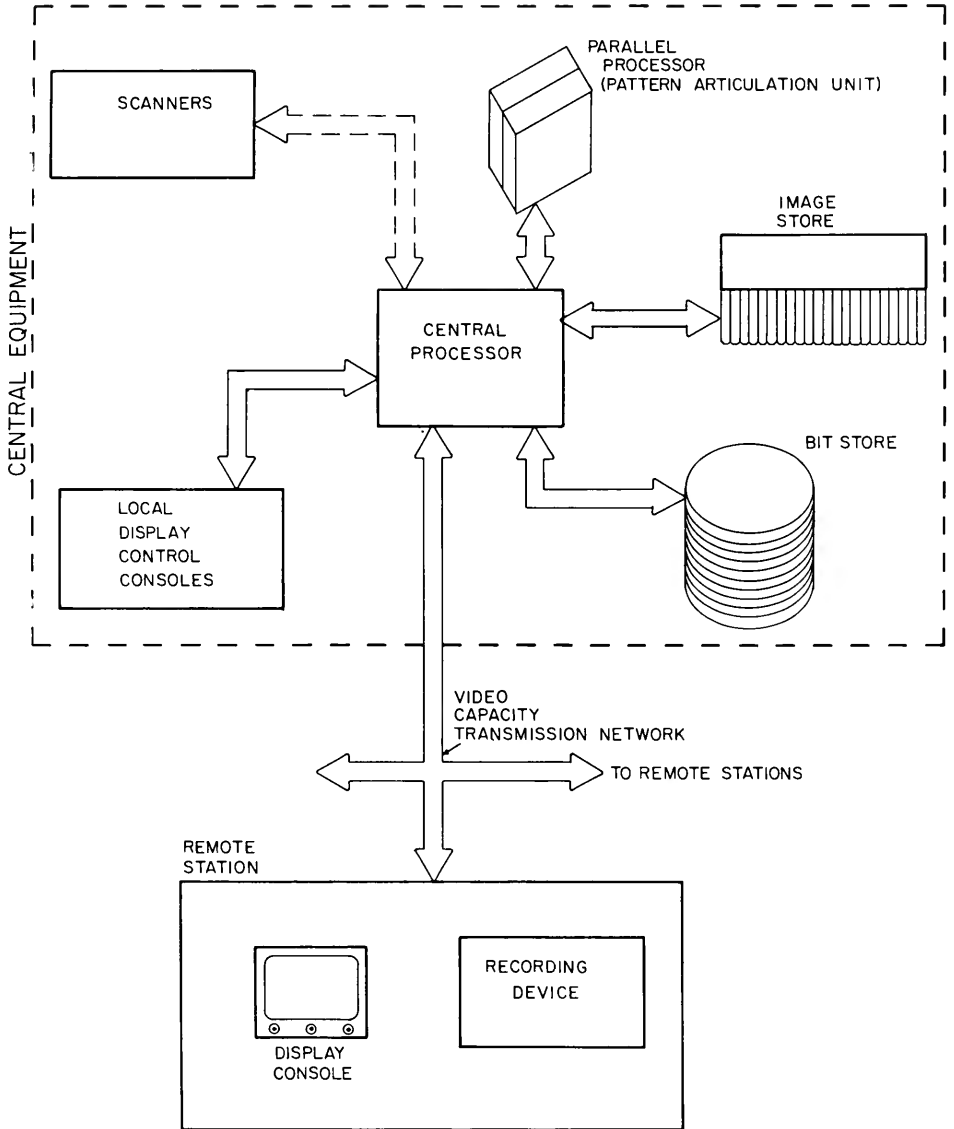 PARALLEL
PROCESSOR
(PATTERN ARTICULATION UNIT)
SCANNERS
IMAGE
STORE
CENTRAL EQUIPMENT
CENTRAL
PROCESSOR
BIT STORE
LOCAL
DISPLAY
CONTROL
CONSOLES
VIDEO
CAPACITY
TRANSMISSION NETWORK
TO REMOTE STATIONS
REMOTE
STATION
RECORDING
DEVICE
DISPLAY
CONSOLE